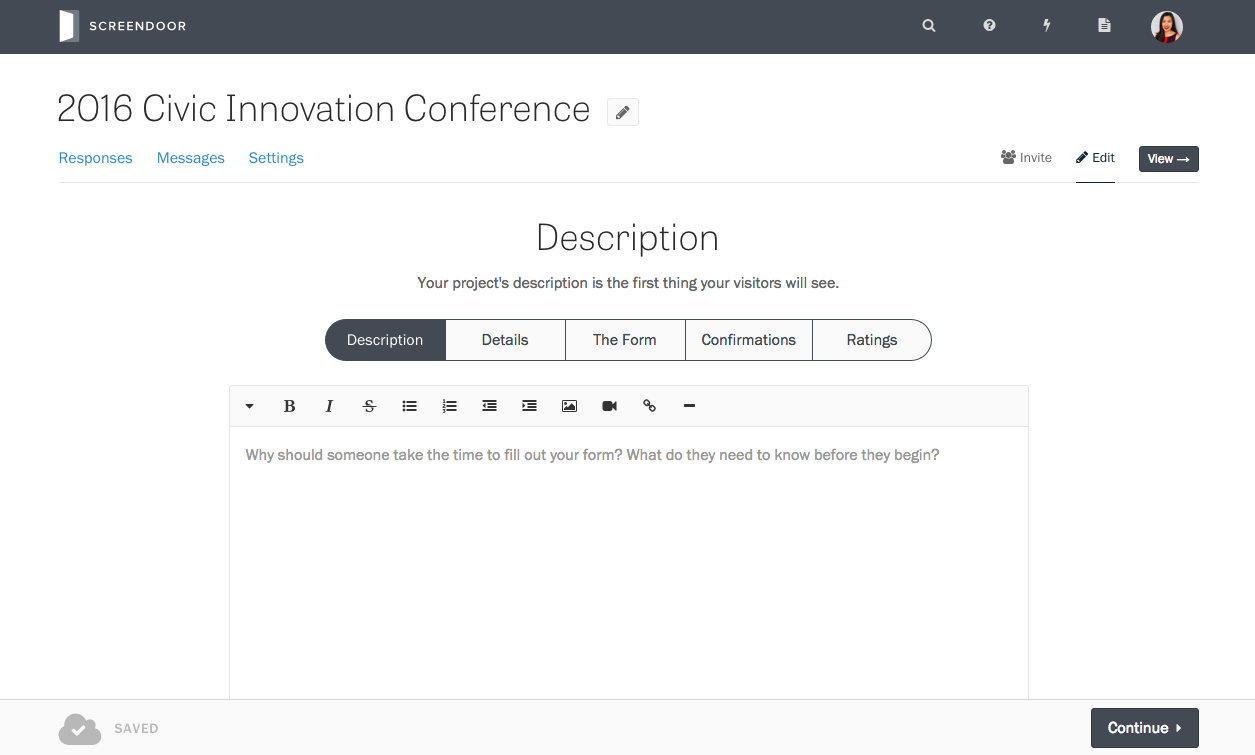 SCREENDOOR
2016 Civic Innovation Conference
Responses Messages Settings Invite Edit View →
Description
Your project's description is the first thing your visitors will see.
Description Details The Form Confirmations Ratings
B I S
Why should someone take the time to fill out your form? What do they need to know before they begin?
SAVED
Continue